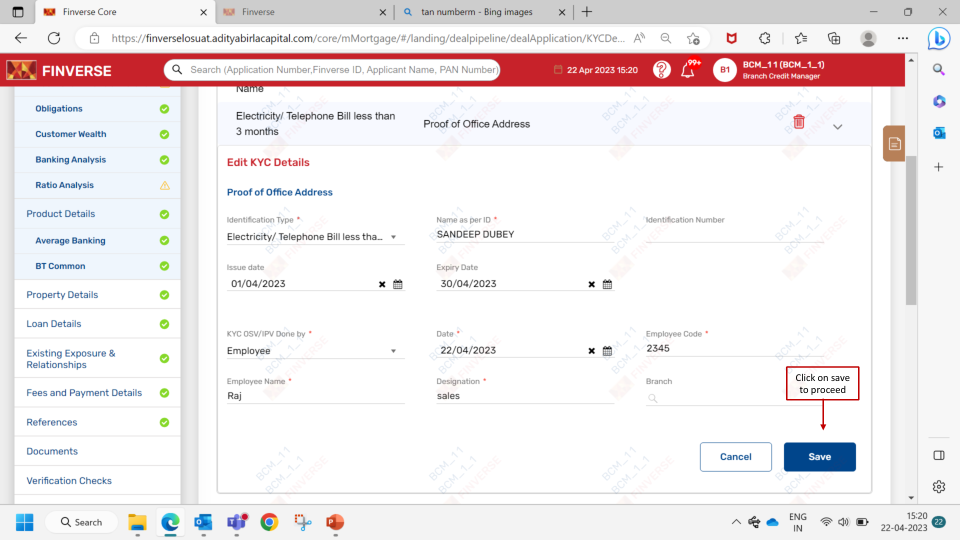 Finverse Core
Finverse
tan numberm - Bing images
https://finverselosuat.adityabirlacapital.com/core/mMortgage/#/landing/dealpipeline/dealApplication/KYCDe...
FINVERSE
Search (Application Number,Finverse ID, Applicant Name, PAN Number)
22 Apr 2023 15:20
99+
B1
BCM_11 (BCM_1_1)
Branch Credit Manager
Obligations
Customer Wealth
Banking Analysis
Ratio Analysis
Product Details
Average Banking
BT Common
Property Details
Loan Details
Existing Exposure &
Relationships
Fees and Payment Details
References
Documents
Verification Checks
Name
Electricity/ Telephone Bill less than
3 months
Proof of Office Address
Edit KYC Details
Proof of Office Address
Identification Type *
Name as per ID *
Identification Number
Electricity/ Telephone Bill less tha...
SANDEEP DUBEY
Issue date
Expiry Date
01/04/2023
30/04/2023
KYC OSV/IPV Done by *
Date *
Employee Code *
Employee
22/04/2023
2345
Employee Name *
Designation *
Branch
Raj
sales
Click on save
to proceed
Cancel
Save
BCM_11
BCM_1_1
FINVERSE
Search
ENG
IN
15:20
22-04-2023
22